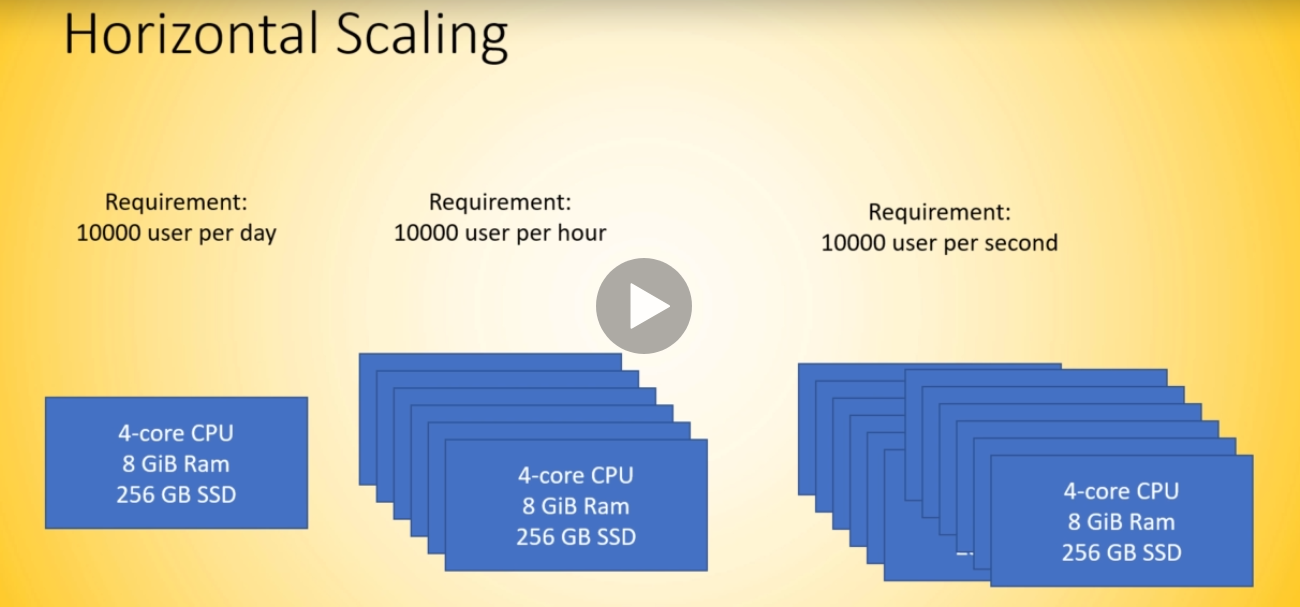 Horizontal Scaling
Requirement:
10000 user per day
Requirement:
10000 user per hour
Requirement:
10000 user per second
4-core CPU
8 GiB Ram
256 GB SSD
4-core CPU
8 GiB Ram
256 GB SSD
4-core CPU
8 GiB Ram
256 GB SSD